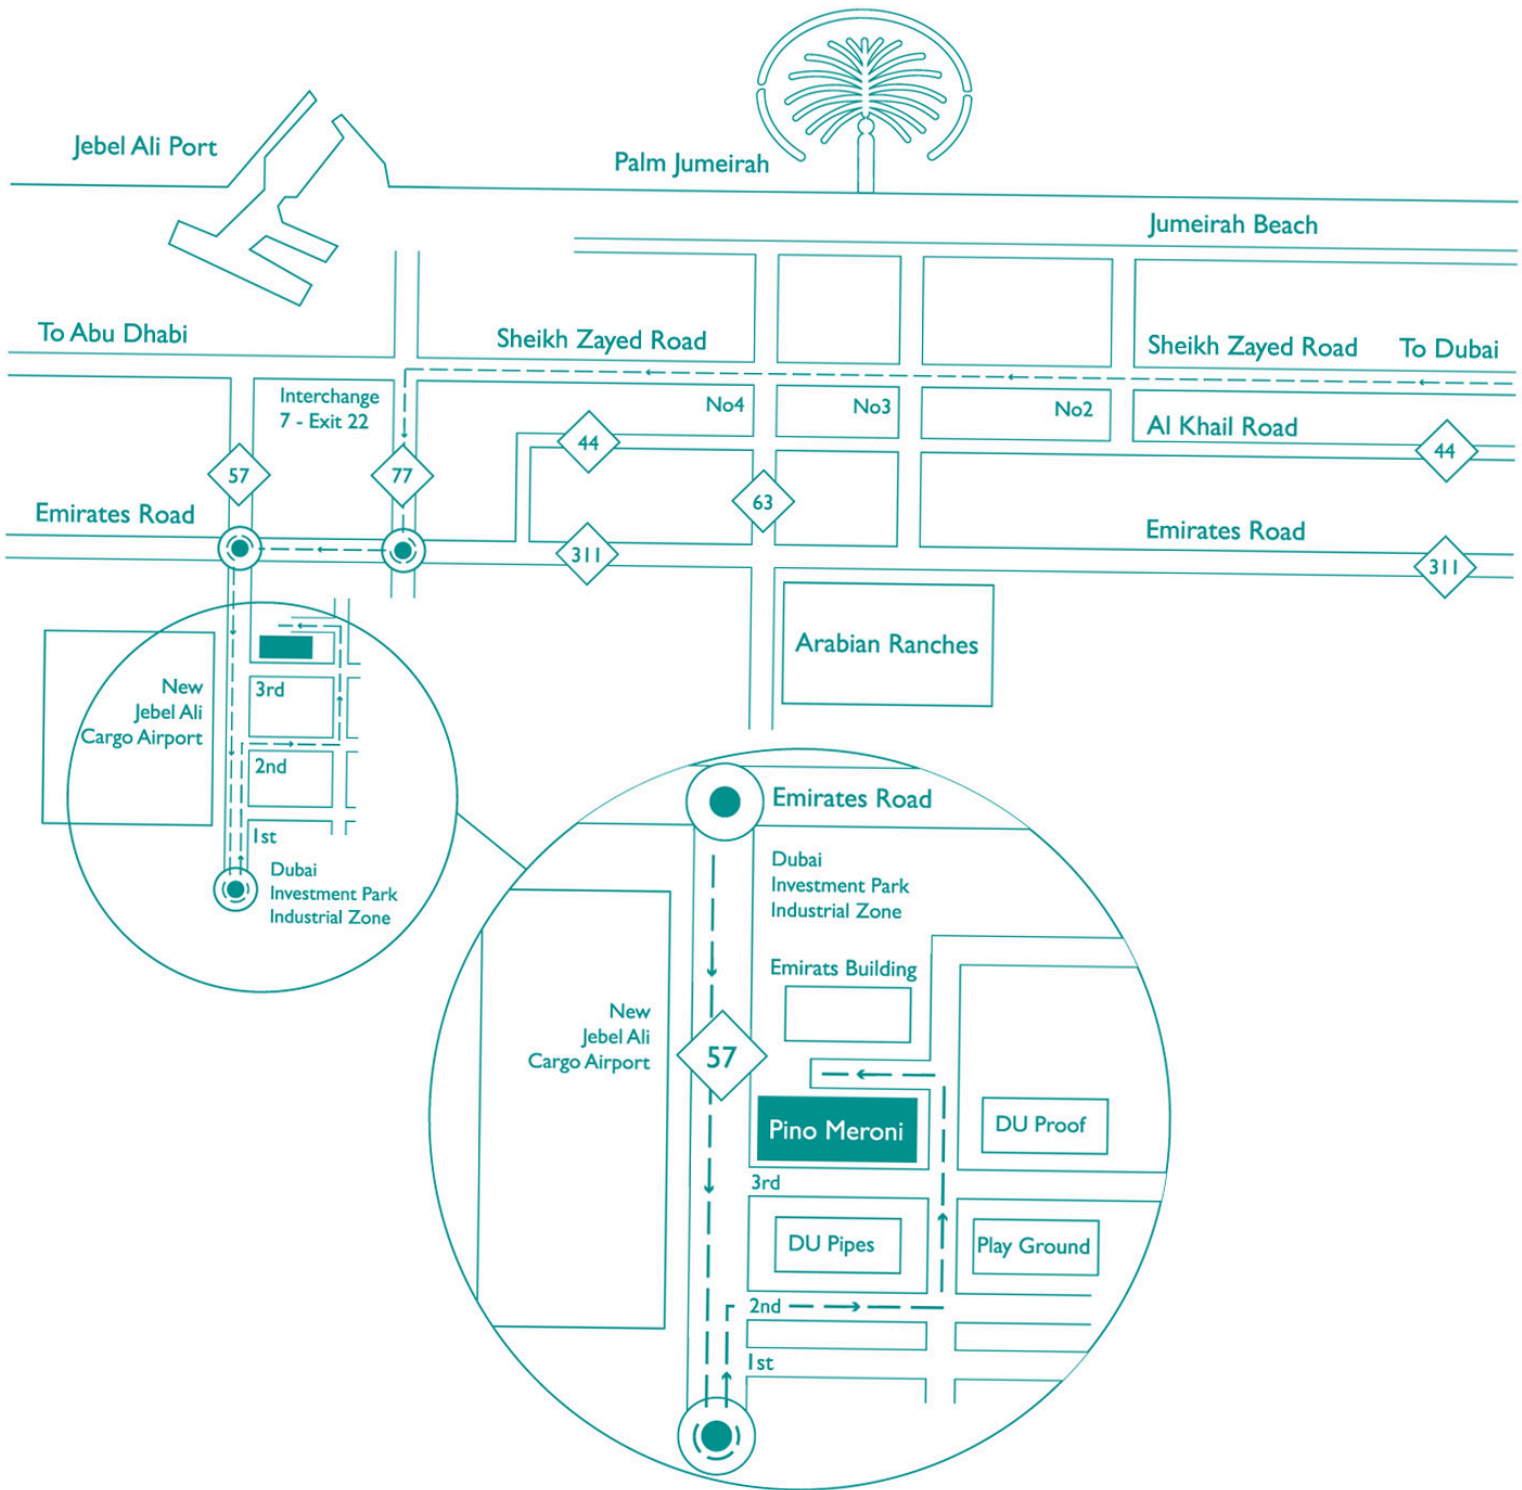 Jebel Ali Port
Palm Jumeirah
Jumeirah Beach
To Abu Dhabi
Sheikh Zayed Road
Sheikh Zayed Road
To Dubai
Interchange
7 - Exit 22
No4
No3
No2
Al Khail Road
44
44
57
77
63
Emirates Road
Emirates Road
311
311
Arabian Ranches
New
Jebel Ali
Cargo Airport
3rd
2nd
1st
Dubai
Investment Park
Industrial Zone
Emirates Road
Dubai
Investment Park
Industrial Zone
Emirats Building
New
Jebel Ali
Cargo Airport
57
Pino Meroni
DU Proof
3rd
DU Pipes
Play Ground
2nd
1st